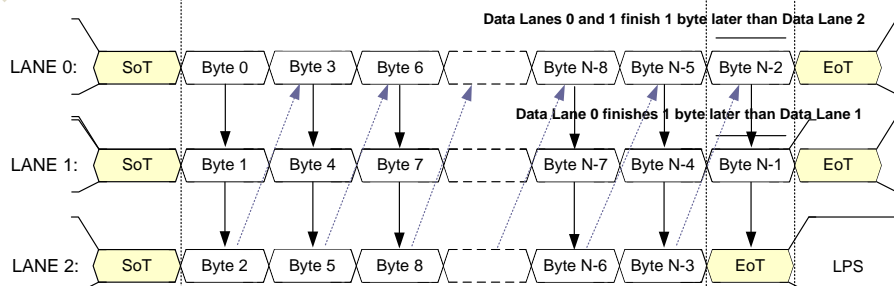 Data Lanes 0 and 1 finish 1 byte later than Data Lane 2
LANE 0: SoT Byte 0 Byte 3 Byte 6 Byte N-8 Byte N-5 Byte N-2 EoT
Data Lane 0 finishes 1 byte later than Data Lane 1
LANE 1: SoT Byte 1 Byte 4 Byte 7 Byte N-7 Byte N-4 Byte N-1 EoT
LANE 2: SoT Byte 2 Byte 5 Byte 8 Byte N-6 Byte N-3 EoT LPS